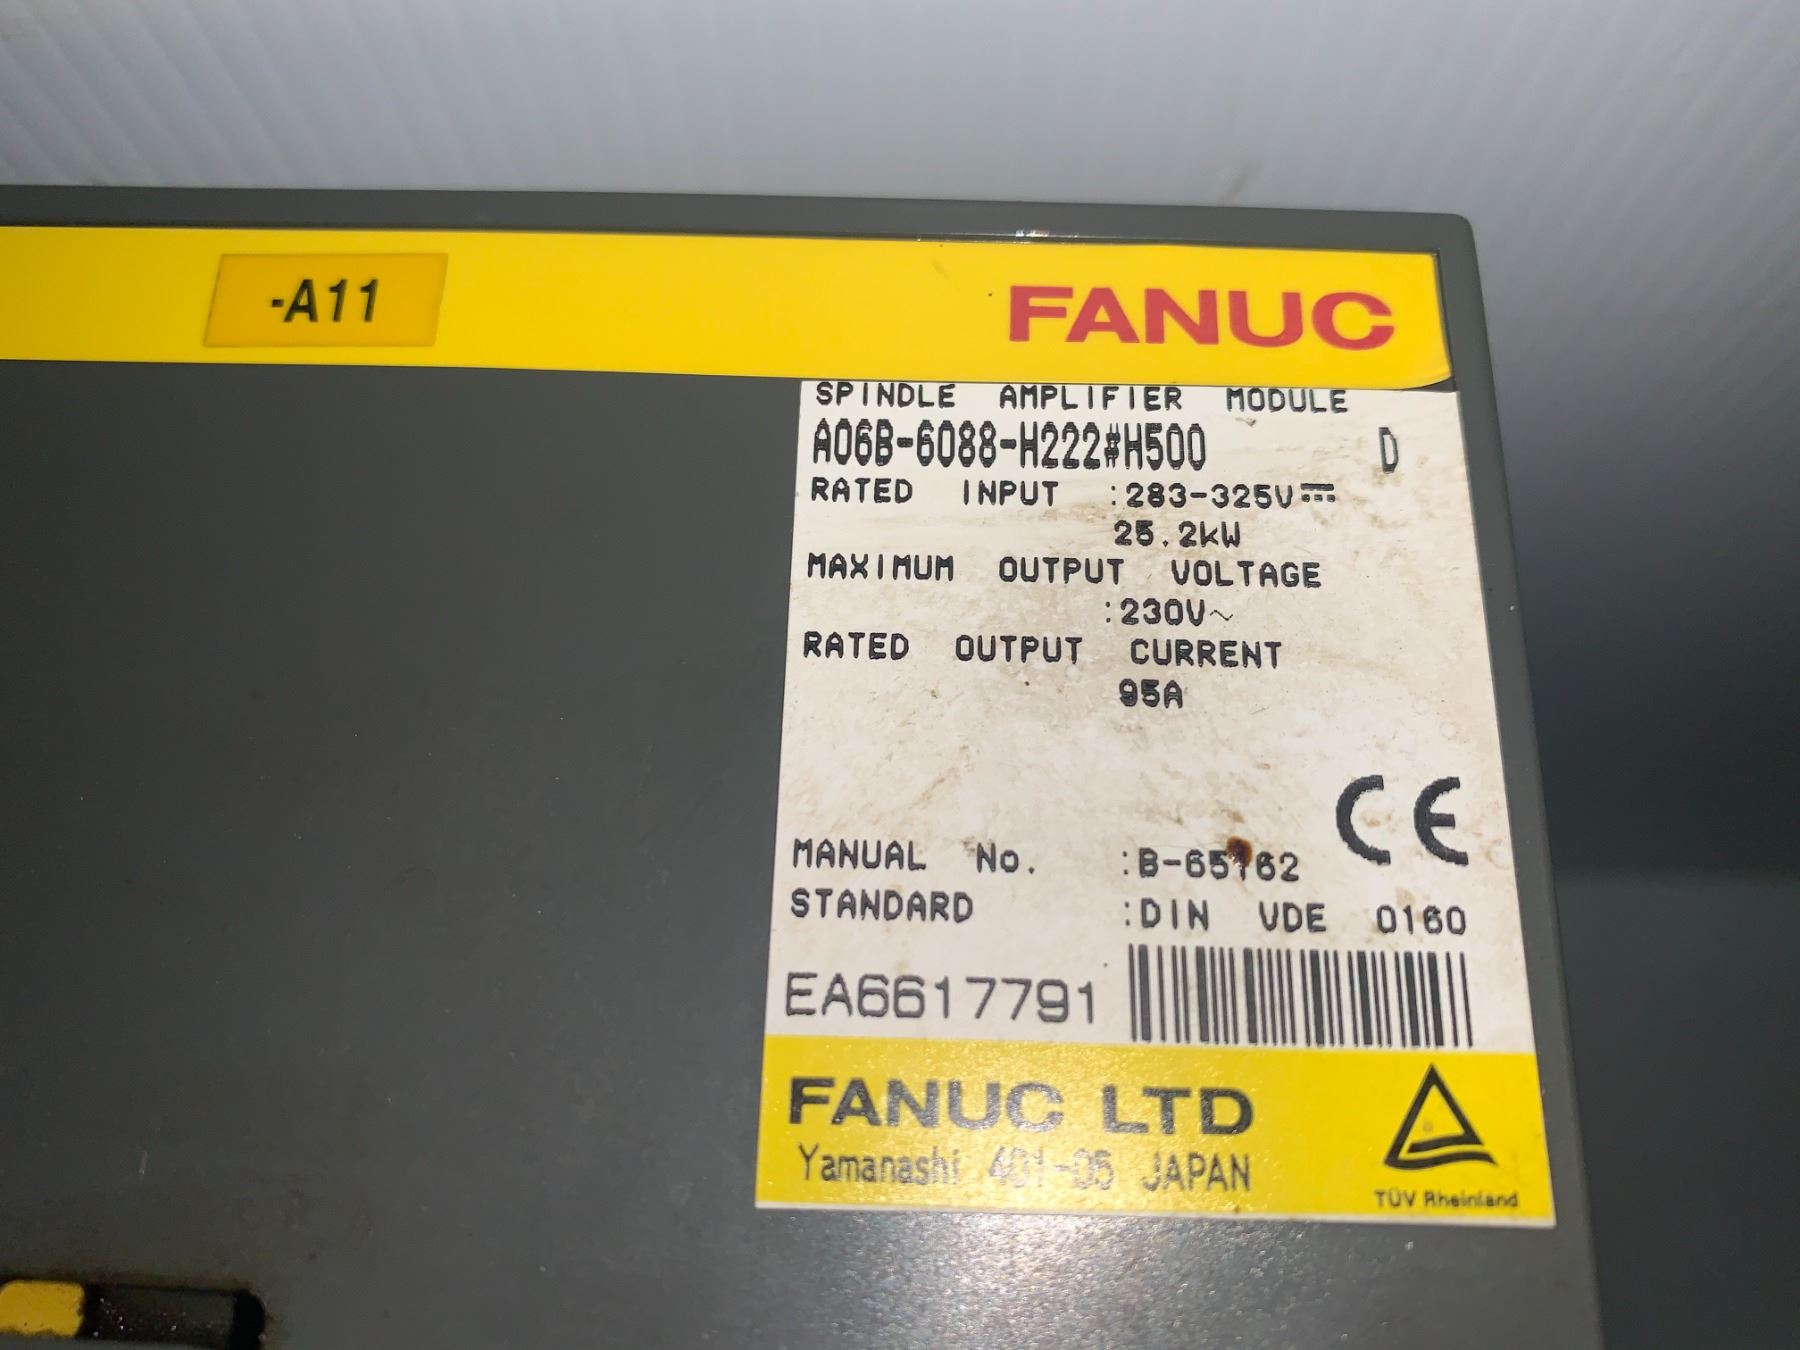 -A11
FANUC
SPINDLE AMPLIFIER MODULE
A06B-6088-H222#H500 D
RATED INPUT :283-325V⎓
25.2kW
MAXIMUM OUTPUT VOLTAGE
:230V~
RATED OUTPUT CURRENT
95A
CE
MANUAL No. :B-65162
STANDARD :DIN VDE 0160
EA6617791
FANUC LTD
Yamanashi 401-05 JAPAN
TÜV Rheinland